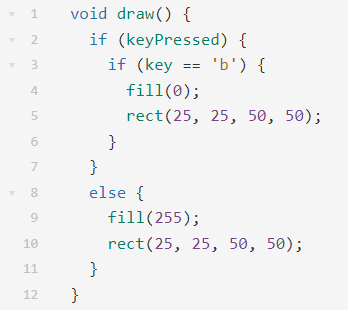 1 void draw() {
2 if (keyPressed) {
3 if (key == 'b') {
4 fill(0);
5 rect(25, 25, 50, 50);
6 }
7 }
8 else {
9 fill(255);
10 rect(25, 25, 50, 50);
11 }
12 }